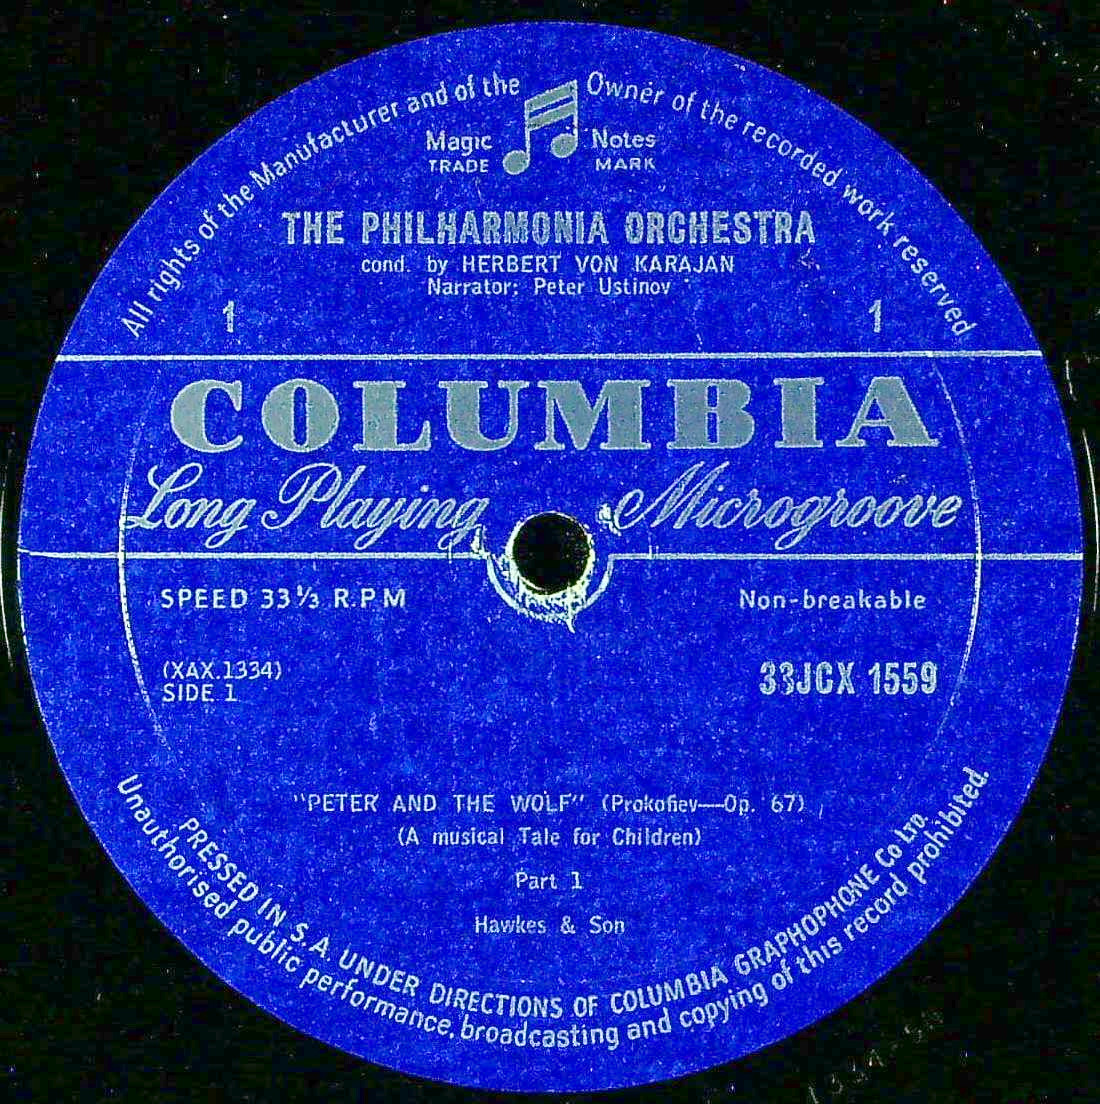 All rights of the Manufacturer and of the Owner of the recorded work reserved
Magic Notes
TRADE MARK
THE PHILHARMONIA ORCHESTRA
cond. by HERBERT VON KARAJAN
Narrator: Peter Ustinov
1 1
COLUMBIA
Long Playing Microgroove
SPEED 33⅓ R.P M Non-breakable
(XAX.1334)
SIDE 1
33JCX 1559
"PETER AND THE WOLF" (Prokofiev—Op. 67)
(A musical Tale for Children)
Part 1
Hawkes & Son
PRESSED IN S.A. UNDER DIRECTIONS OF COLUMBIA GRAPHOPHONE Co LTD.
Unauthorised public performance, broadcasting and copying of this record prohibited.